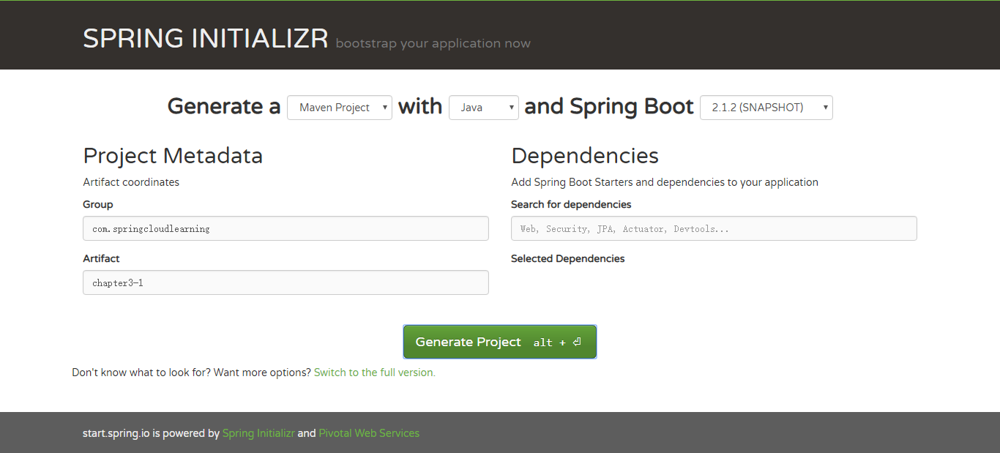 SPRING INITIALIZR bootstrap your application now
Generate a Maven Project with Java and Spring Boot 2.1.2 (SNAPSHOT)
Project Metadata
Artifact coordinates
Group
com.springcloudlearning
Artifact
chapter3-1
Dependencies
Add Spring Boot Starters and dependencies to your application
Search for dependencies
Web, Security, JPA, Actuator, Devtools...
Selected Dependencies
Generate Project alt + ⏎
Don't know what to look for? Want more options? Switch to the full version.
start.spring.io is powered by Spring Initializr and Pivotal Web Services